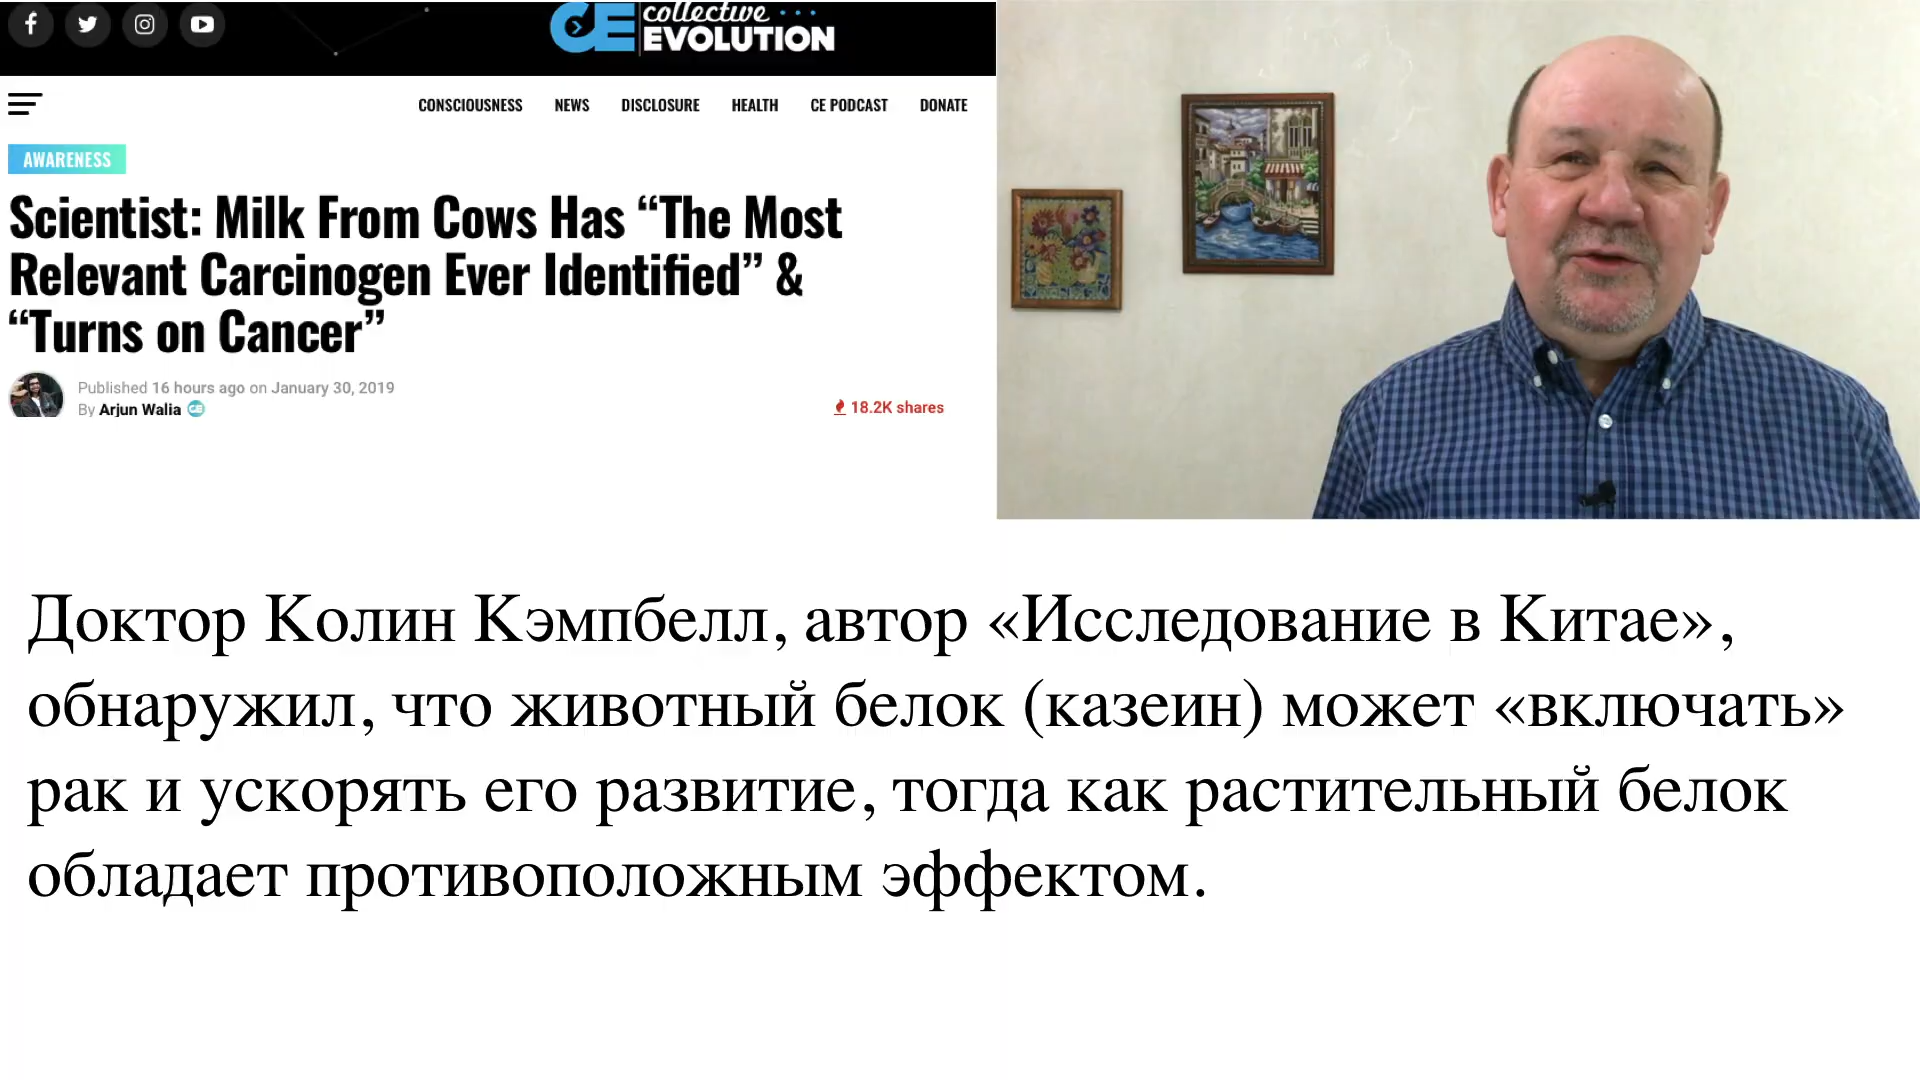 collective
CE EVOLUTION
CONSCIOUSNESS NEWS DISCLOSURE HEALTH CE PODCAST DONATE
AWARENESS
Scientist: Milk From Cows Has “The Most
Relevant Carcinogen Ever Identified” &
“Turns on Cancer”
Published 16 hours ago on January 30, 2019
By Arjun Walia CE
18.2K shares
Доктор Колин Кэмпбелл, автор «Исследование в Китае»,
обнаружил, что животный белок (казеин) может «включать»
рак и ускорять его развитие, тогда как растительный белок
обладает противоположным эффектом.